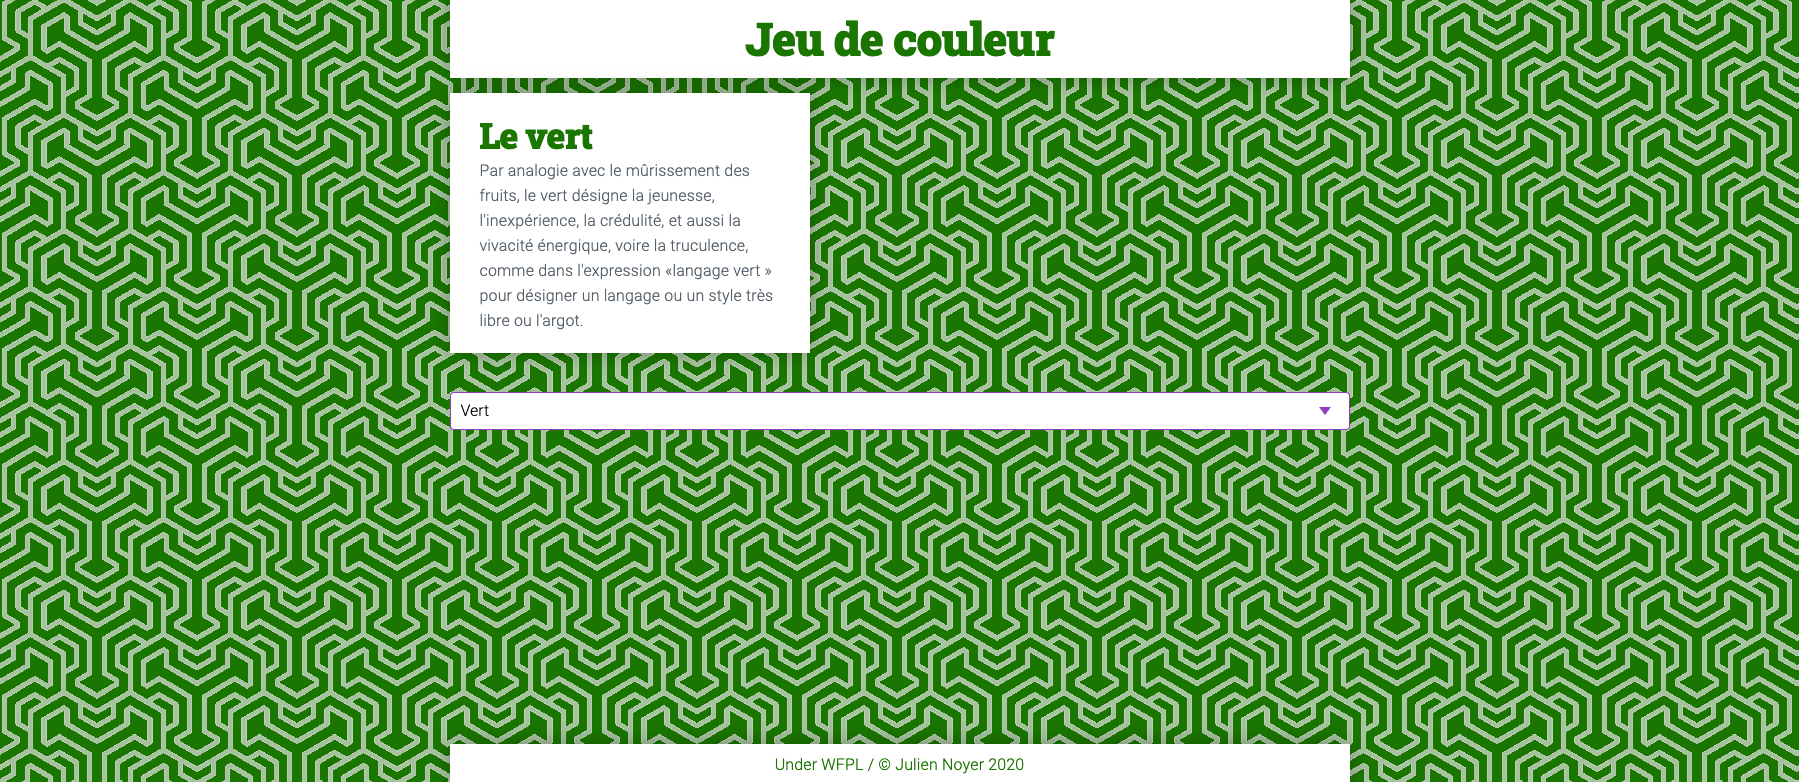 Jeu de couleur
Le vert
Par analogie avec le mûrissement des
fruits, le vert désigne la jeunesse,
l'inexpérience, la crédulité, et aussi la
vivacité énergique, voire la truculence,
comme dans l'expression «langage vert »
pour désigner un langage ou un style très
libre ou l'argot.
Vert
Under WFPL / © Julien Noyer 2020